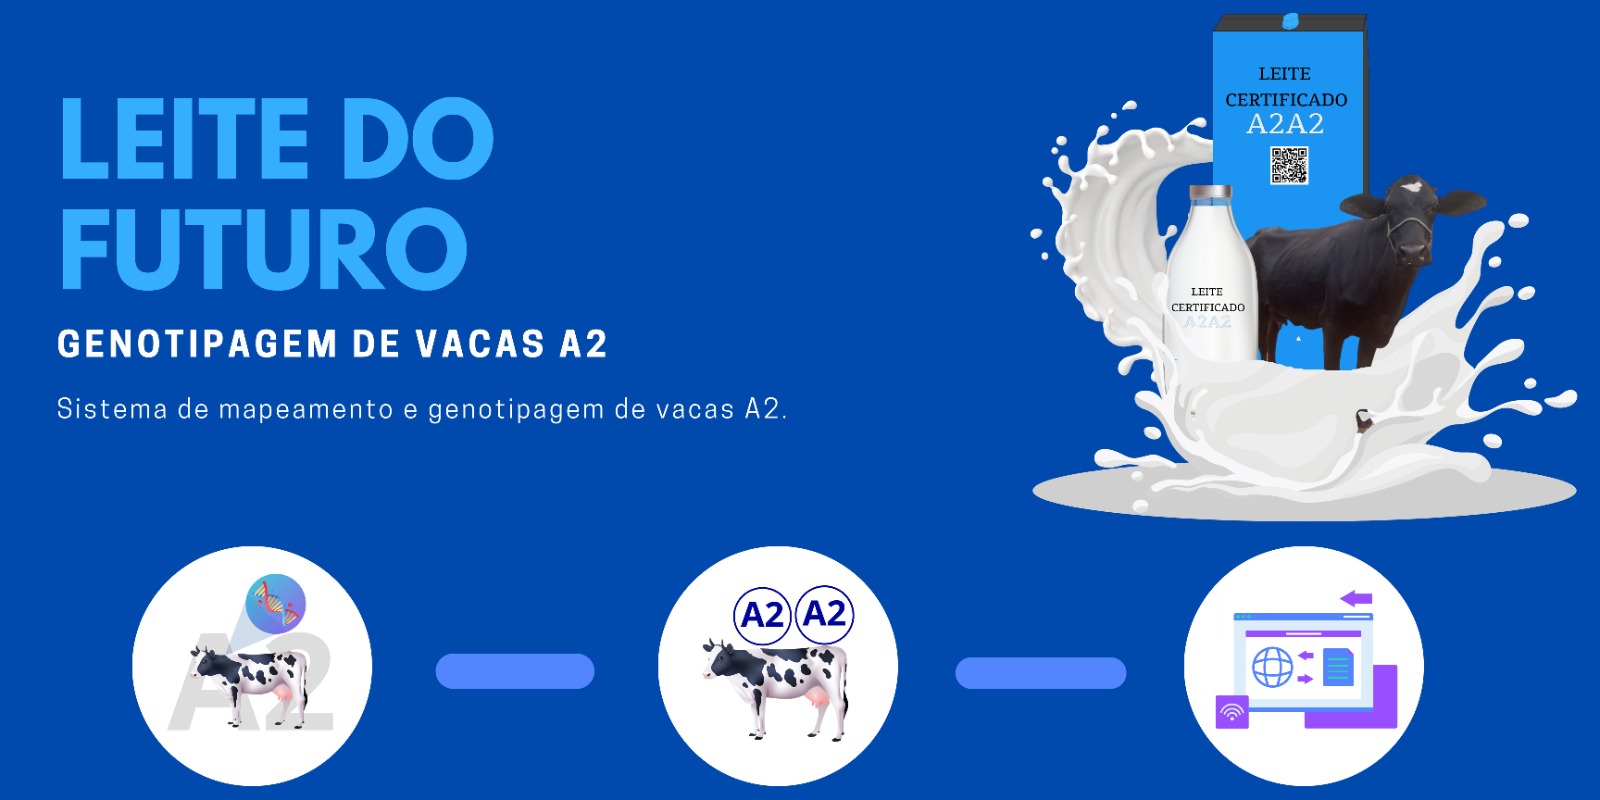 LEITE DO
FUTURO
GENOTIPAGEM DE VACAS A2
Sistema de mapeamento e genotipagem de vacas A2.
LEITE
CERTIFICADO
A2A2
LEITE
CERTIFICADO
A2A2
A2
A2 A2